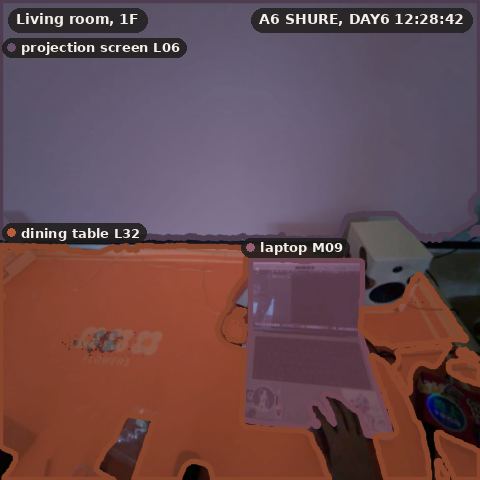 Living room, 1F
A6 SHURE, DAY6 12:28:42
projection screen L06
dining table L32
laptop M09